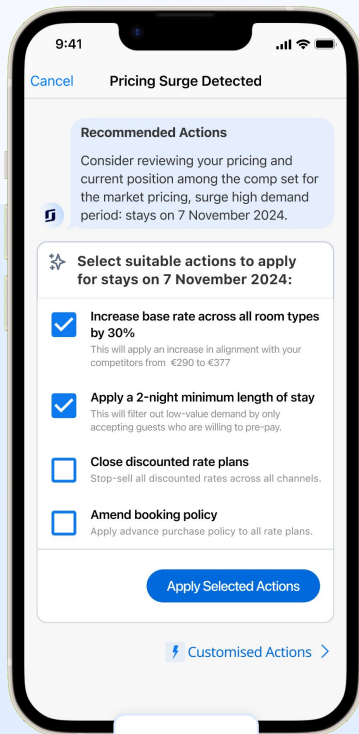 9:41
Cancel
Pricing Surge Detected
Recommended Actions
Consider reviewing your pricing and
current position among the comp set for
the market pricing, surge high demand
period: stays on 7 November 2024.
Select suitable actions to apply
for stays on 7 November 2024:
Increase base rate across all room types
by 30%
This will apply an increase in alignment with your
competitors from €290 to €377
Apply a 2-night minimum length of stay
This will filter out low-value demand by only
accepting guests who are willing to pre-pay.
Close discounted rate plans
Stop-sell all discounted rates across all channels.
Amend booking policy
Apply advance purchase policy to all rate plans.
Apply Selected Actions
Customised Actions